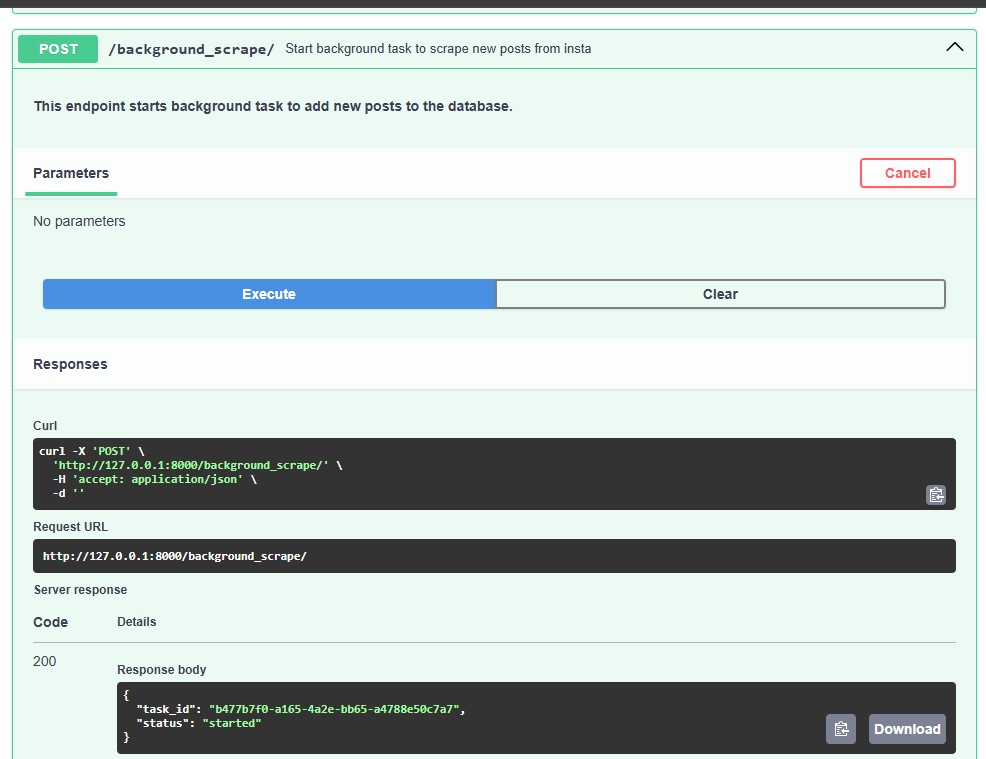 POST /background_scrape/ Start background task to scrape new posts from insta
This endpoint starts background task to add new posts to the database.
Parameters
Cancel
No parameters
Execute
Clear
Responses
Curl
curl -X 'POST' \
  'http://127.0.0.1:8000/background_scrape/' \
  -H 'accept: application/json' \
  -d ''
Request URL
http://127.0.0.1:8000/background_scrape/
Server response
Code Details
200
Response body
{
  "task_id": "b477b7f0-a165-4a2e-bb65-a4788e50c7a7",
  "status": "started"
}
Download